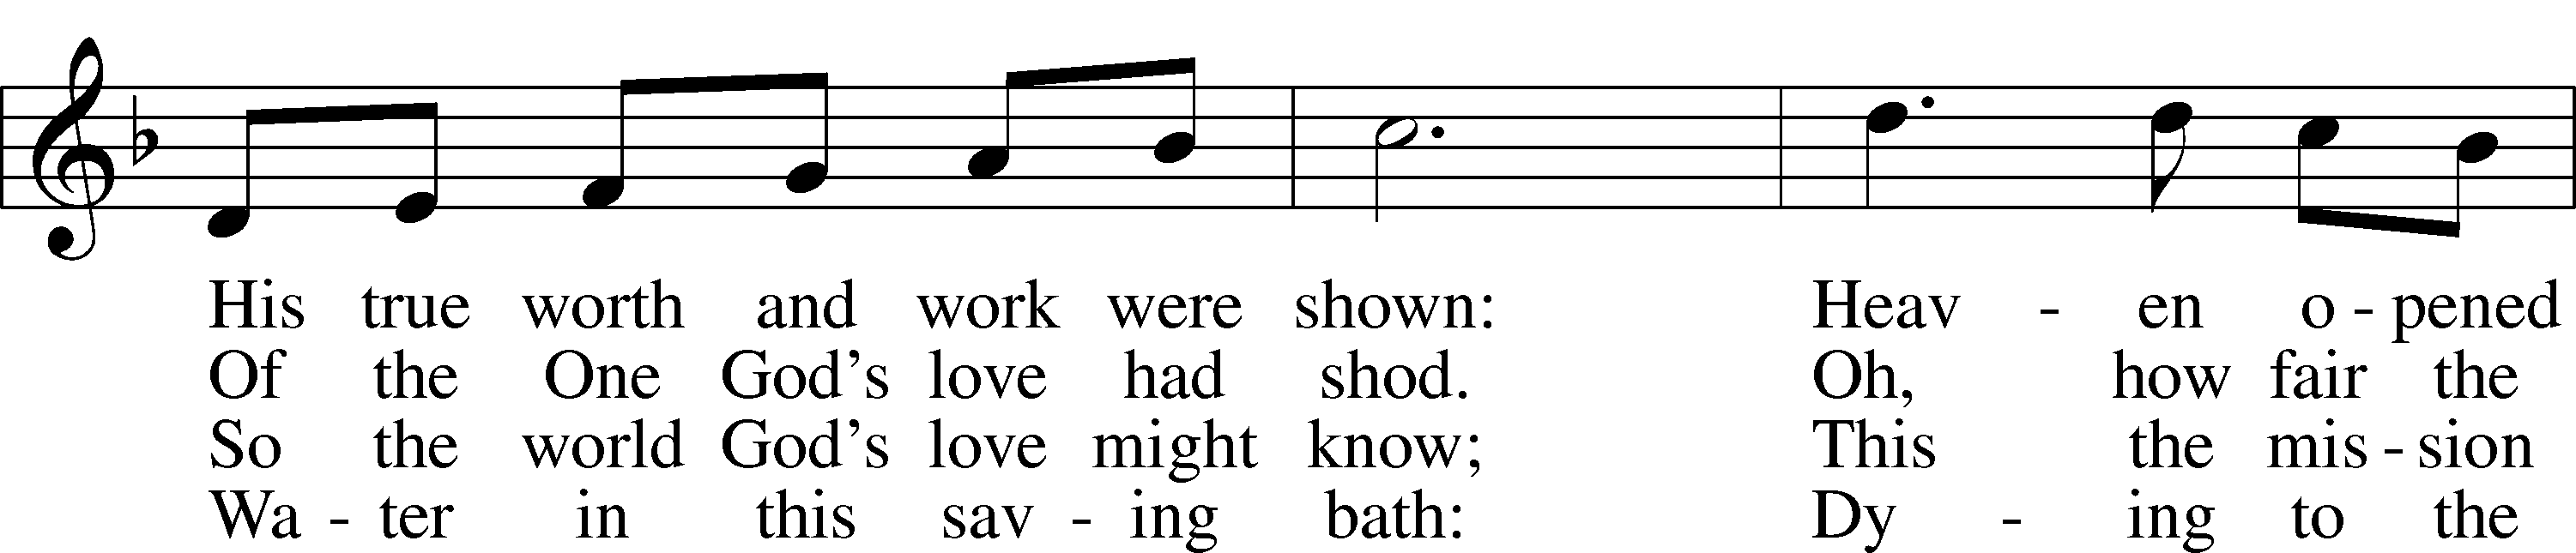 His true worth and work were shown: Heav - en o - pened
Of the One God's love had shod. Oh, how fair the
So the world God's love might know; This the mis - sion
Wa - ter in this sav - ing bath: Dy - ing to the